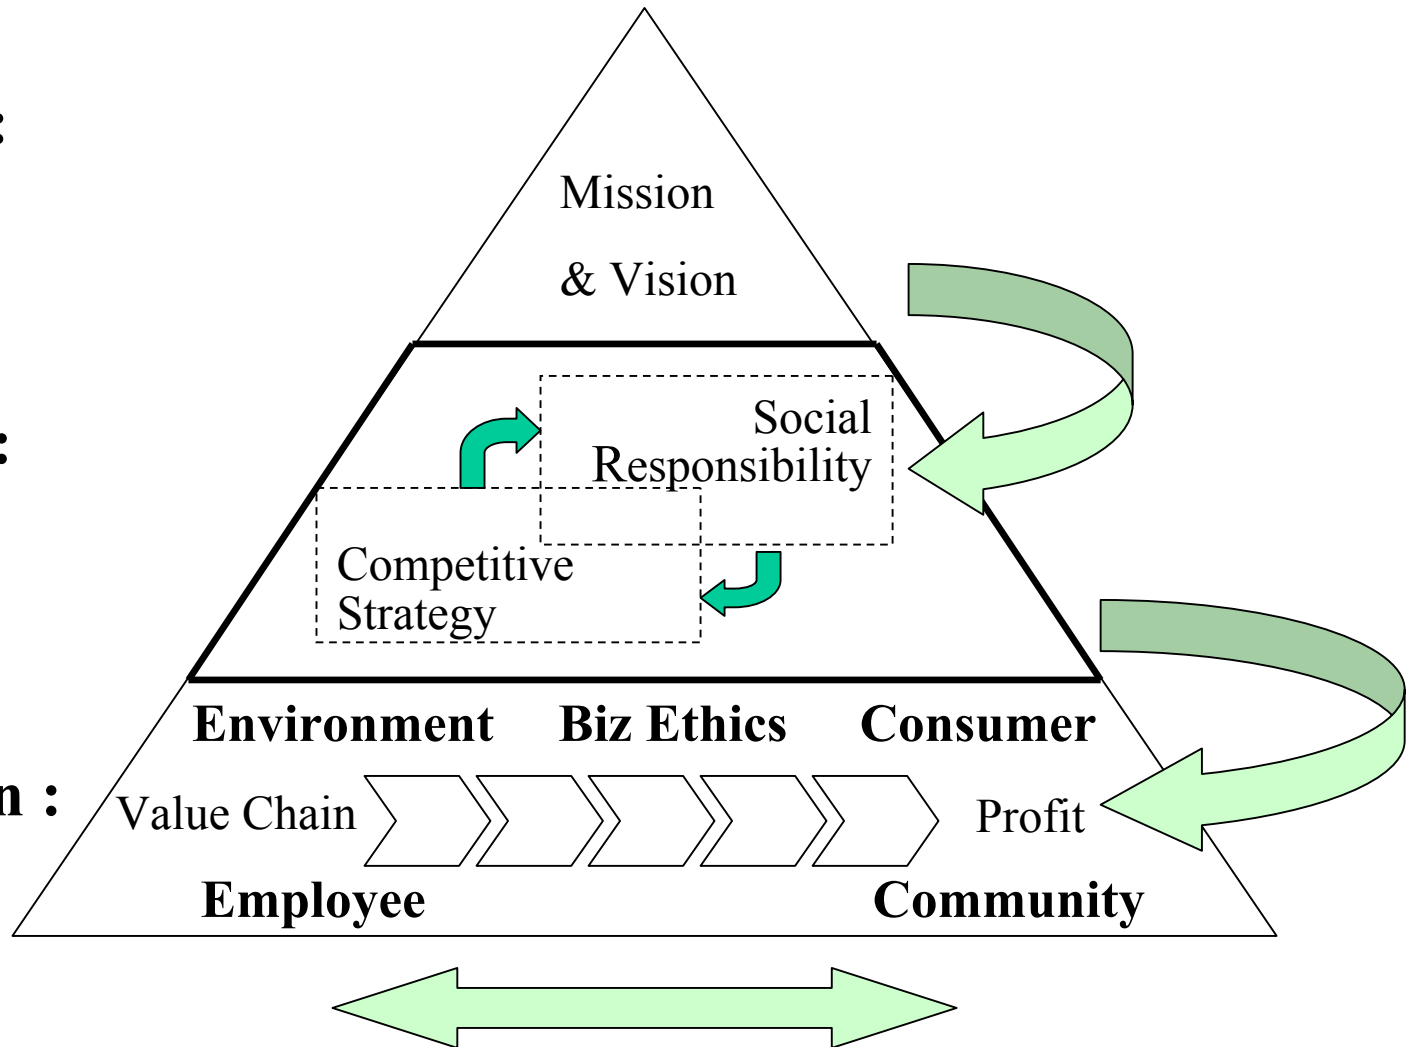 :
Mission
& Vision
:
Social
Responsibility
Competitive
Strategy
Environment Biz Ethics Consumer
n :
Value Chain
Profit
Employee Community